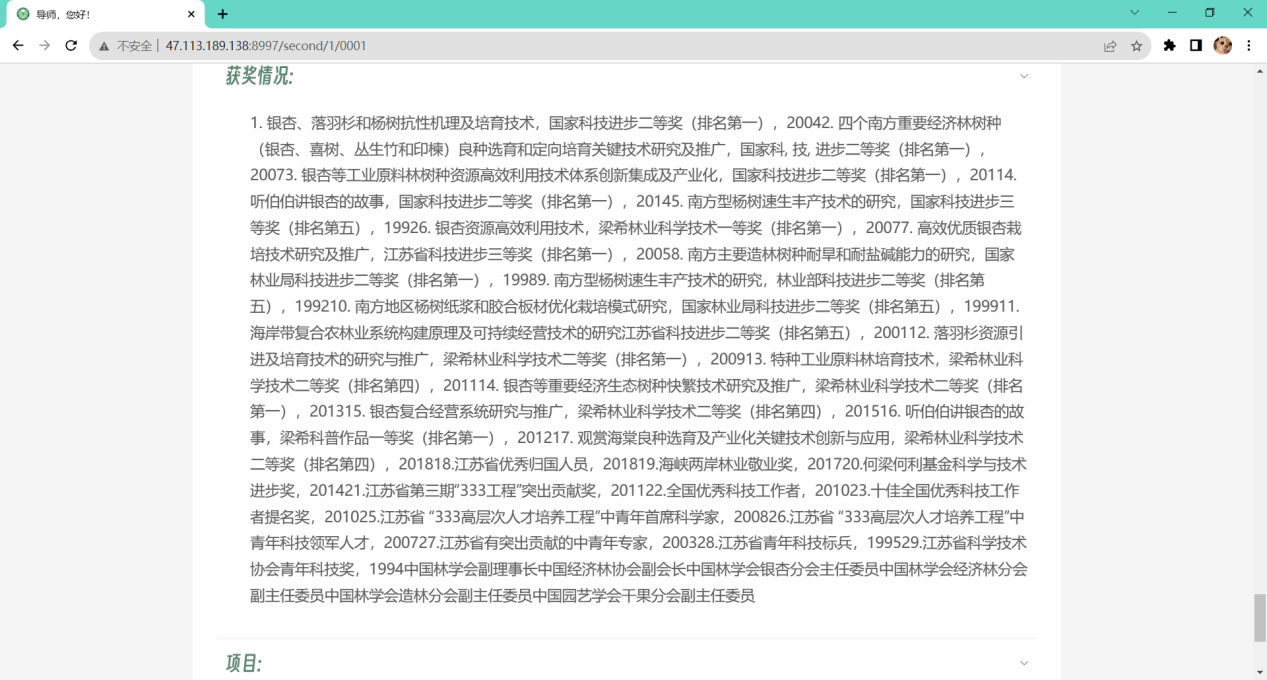 导师，您好！
不安全 | 47.113.189.138:8997/second/1/0001
获奖情况:
1. 银杏、落羽杉和杨树抗性机理及培育技术，国家科技进步二等奖（排名第一），20042. 四个南方重要经济林树种
（银杏、喜树、丛生竹和印楝）良种选育和定向培育关键技术研究及推广，国家科, 技, 进步二等奖（排名第一），
20073. 银杏等工业原料林树种资源高效利用技术体系创新集成及产业化，国家科技进步二等奖（排名第一），20114.
听伯伯讲银杏的故事，国家科技进步二等奖（排名第一），20145. 南方型杨树速生丰产技术的研究，国家科技进步三
等奖（排名第五），19926. 银杏资源高效利用技术，梁希林业科学技术一等奖（排名第一），20077. 高效优质银杏栽
培技术研究及推广，江苏省科技进步三等奖（排名第一），20058. 南方主要造林树种耐旱和耐盐碱能力的研究，国家
林业局科技进步二等奖（排名第一），19989. 南方型杨树速生丰产技术的研究，林业部科技进步二等奖（排名第
五），199210. 南方地区杨树纸浆和胶合板材优化栽培模式研究，国家林业局科技进步二等奖（排名第五），199911.
海岸带复合农林业系统构建原理及可持续经营技术的研究江苏省科技进步二等奖（排名第五），200112. 落羽杉资源引
进及培育技术的研究与推广，梁希林业科学技术二等奖（排名第一），200913. 特种工业原料林培育技术，梁希林业科
学技术二等奖（排名第四），201114. 银杏等重要经济生态树种快繁技术研究及推广，梁希林业科学技术二等奖（排名
第一），201315. 银杏复合经营系统研究与推广，梁希林业科学技术二等奖（排名第四），201516. 听伯伯讲银杏的故
事，梁希科普作品一等奖（排名第一），201217. 观赏海棠良种选育及产业化关键技术创新与应用，梁希林业科学技术
二等奖（排名第四），201818.江苏省优秀归国人员，201819.海峡两岸林业敬业奖，201720.何梁何利基金科学与技术
进步奖，201421.江苏省第三期“333工程”突出贡献奖，201122.全国优秀科技工作者，201023.十佳全国优秀科技工作
者提名奖，201025.江苏省 “333高层次人才培养工程”中青年首席科学家，200826.江苏省 “333高层次人才培养工程”中
青年科技领军人才，200727.江苏省有突出贡献的中青年专家，200328.江苏省青年科技标兵，199529.江苏省科学技术
协会青年科技奖，1994中国林学会副理事长中国经济林协会副会长中国林学会银杏分会主任委员中国林学会经济林分会
副主任委员中国林学会造林分会副主任委员中国园艺学会干果分会副主任委员
项目: